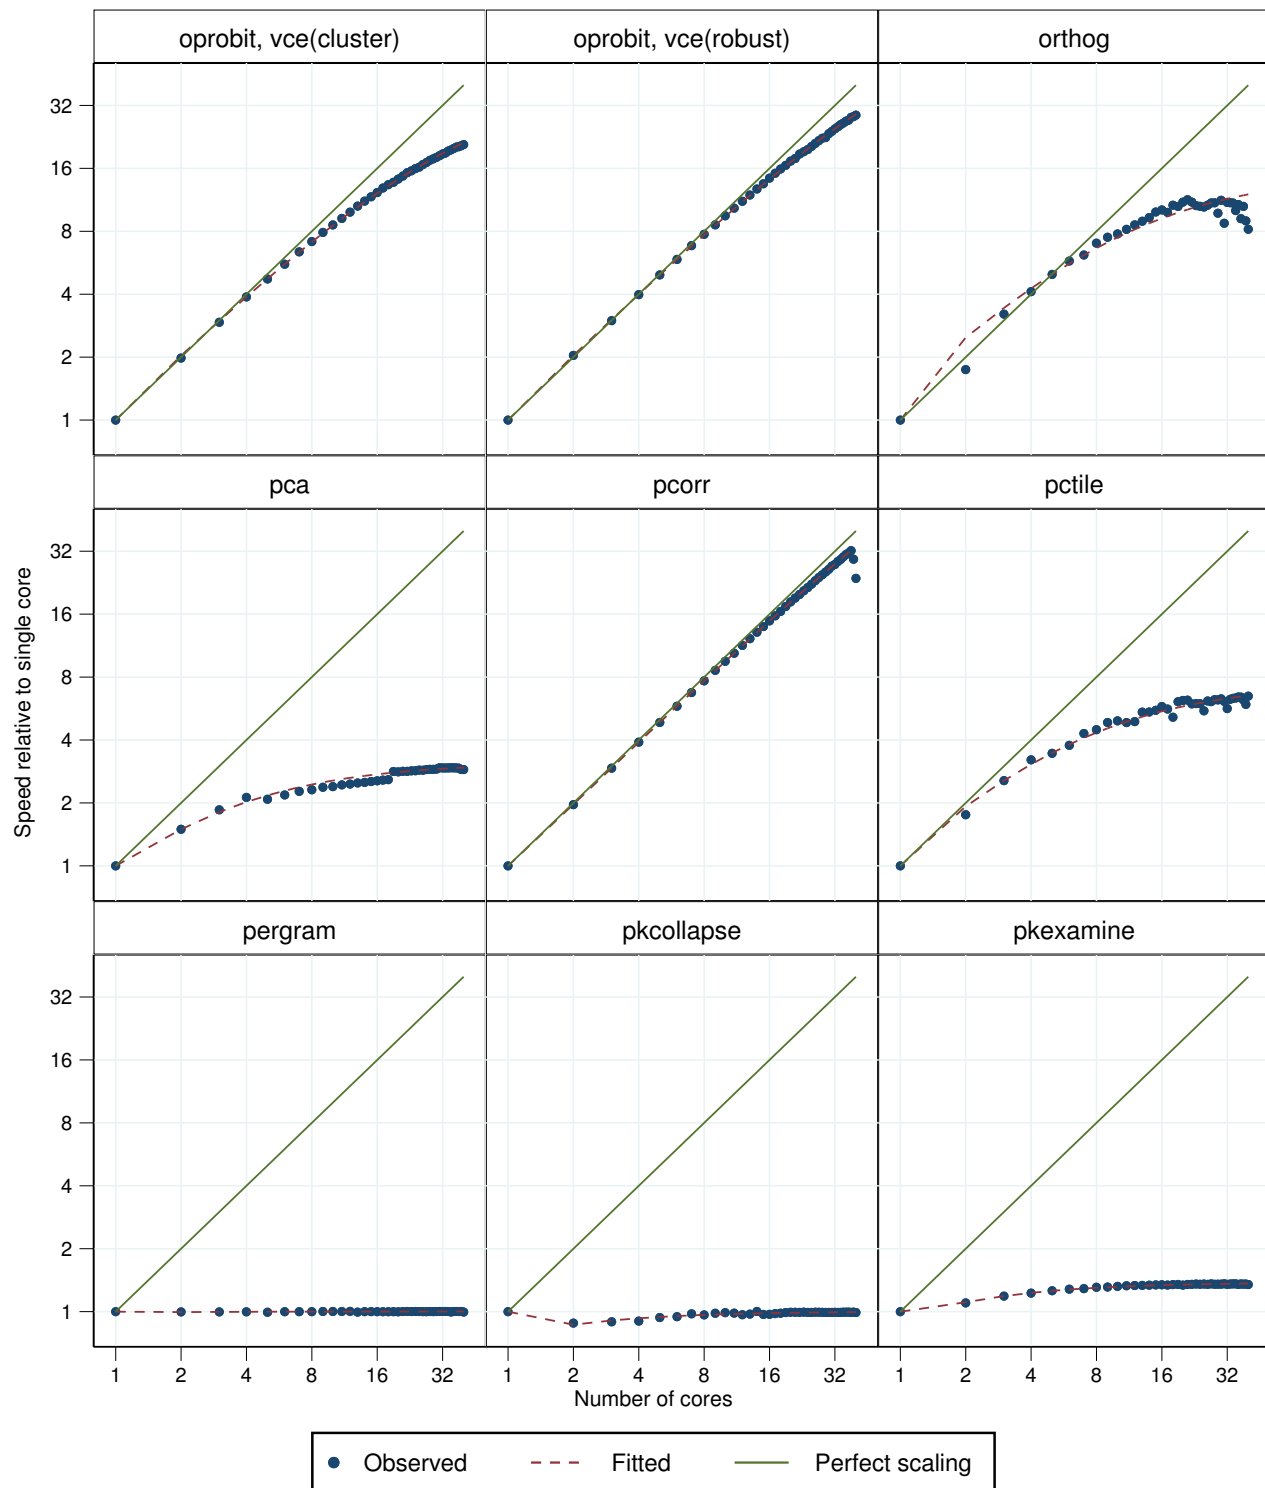 oprobit, vce(cluster)
oprobit, vce(robust)
orthog
32
16
8
4
2
1
pca
pcorr
pctile
32
16
8
4
2
1
Speed relative to single core
pergram
pkcollapse
pkexamine
32
16
8
4
2
1
1 2 4 8 16 32
1 2 4 8 16 32
1 2 4 8 16 32
Number of cores
Observed Fitted Perfect scaling